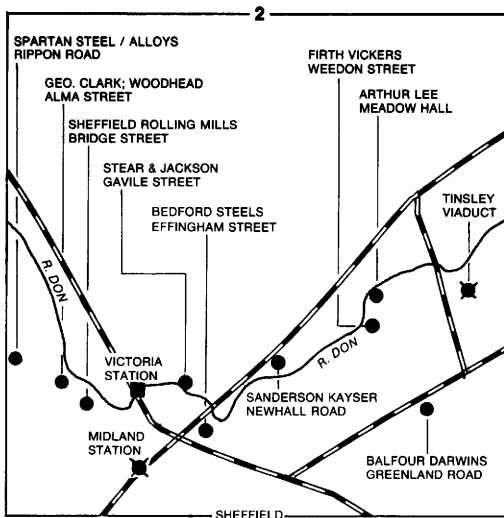 2
SPARTAN STEEL / ALLOYS
RIPPON ROAD
GEO. CLARK; WOODHEAD
ALMA STREET
SHEFFIELD ROLLING MILLS
BRIDGE STREET
STEAR & JACKSON
GAVILE STREET
BEDFORD STEELS
EFFINGHAM STREET
FIRTH VICKERS
WEEDON STREET
ARTHUR LEE
MEADOW HALL
TINSLEY
VIADUCT
R. DON
VICTORIA
STATION
R. DON
SANDERSON KAYSER
NEWHALL ROAD
MIDLAND
STATION
BALFOUR DARWINS
GREENLAND ROAD
SHEFFIELD